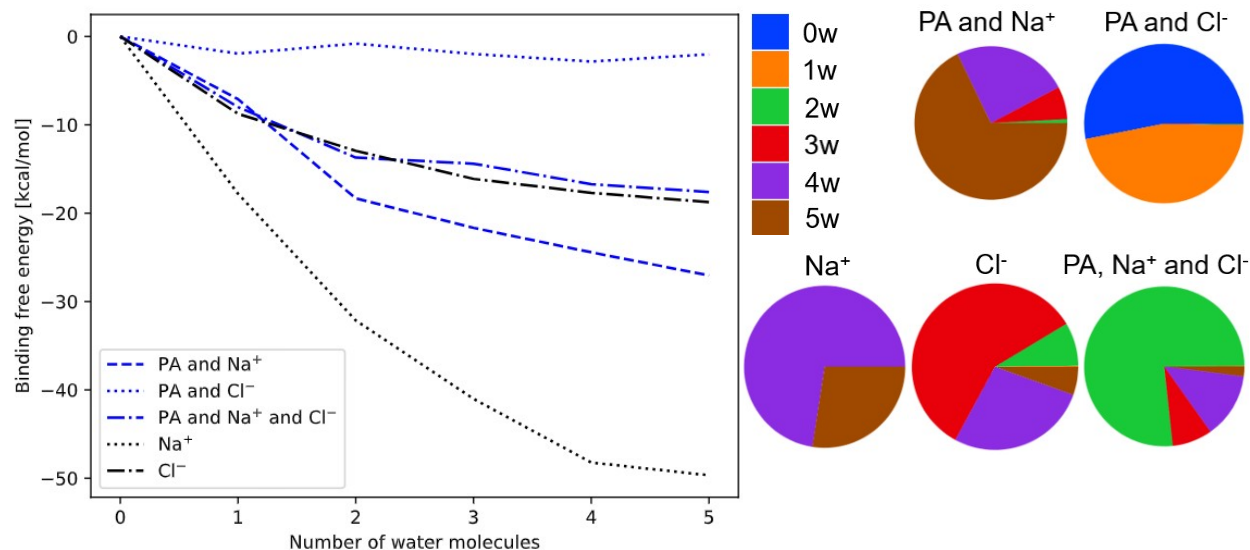 0
−10
−20
−30
−40
−50
Binding free energy [kcal/mol]
0 1 2 3 4 5
Number of water molecules
PA and Na⁺
PA and Cl⁻
PA and Na⁺ and Cl⁻
Na⁺
Cl⁻
0w
1w
2w
3w
4w
5w
PA and Na⁺ PA and Cl⁻
Na⁺ Cl⁻ PA, Na⁺ and Cl⁻